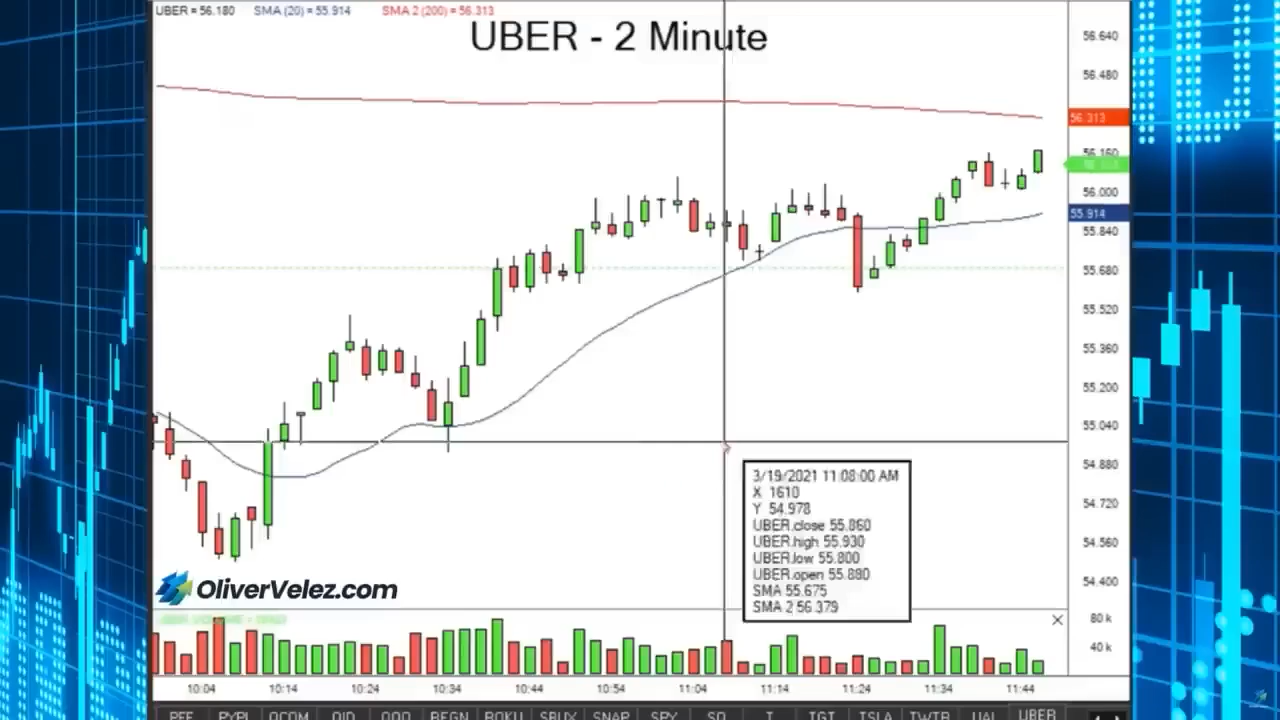 UBER = 56.180 SMA (20) = 55.914 SMA 2 (200) = 56.313
UBER - 2 Minute
56.640
56.480
56.313
56.160
56.000
55.914
55.840
55.680
55.520
55.360
55.200
55.040
54.880
54.720
54.560
54.400
3/19/2021 11:08:00 AM
X 1610
Y 54.978
UBER.close 55.860
UBER.high 55.930
UBER.low 55.800
UBER.open 55.880
SMA 55.675
SMA 2 56.379
OliverVelez.com
80 k
40 k
10:04 10:14 10:24 10:34 10:44 10:54 11:04 11:14 11:24 11:34 11:44
PFE PYPL QCOM QID QQQ REGN ROKU SBUX SNAP SPY SQ T TGT TSLA TWTR UAL UBER